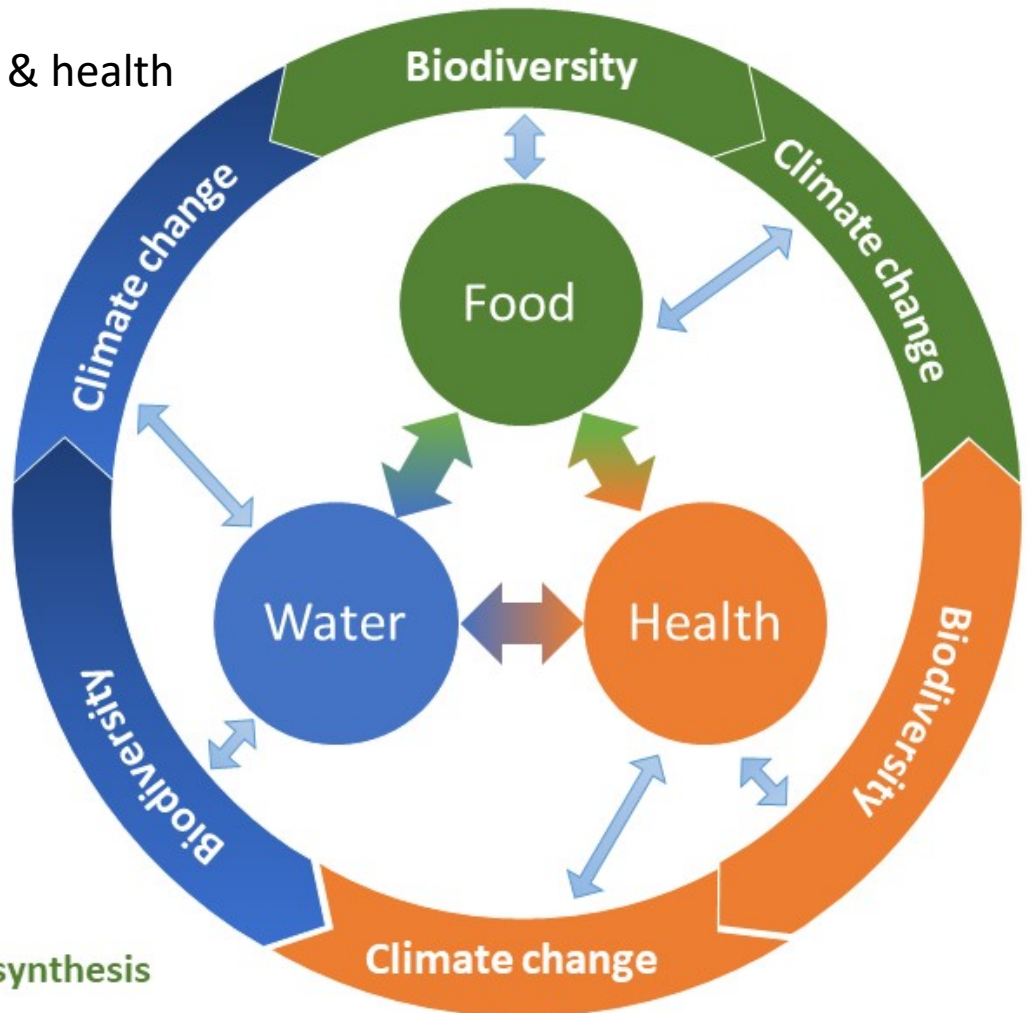 & health
Biodiversity
Climate change
Climate change
Food
Water
Health
Biodiversity
Biodiversity
Climate change
synthesis